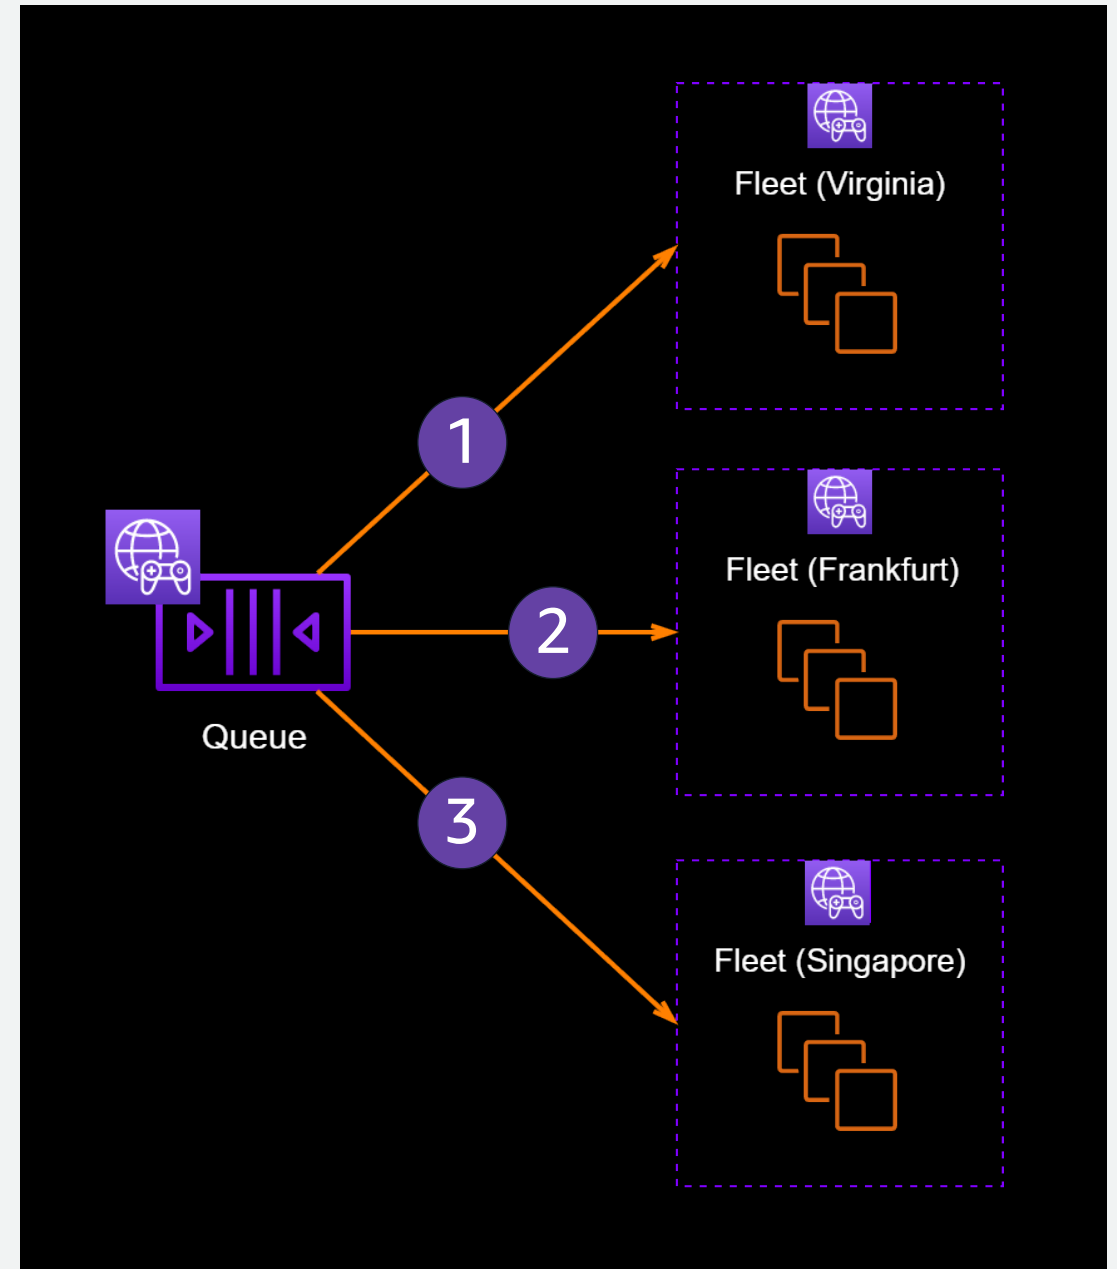 Fleet (Virginia)
1
Fleet (Frankfurt)
2
Queue
3
Fleet (Singapore)